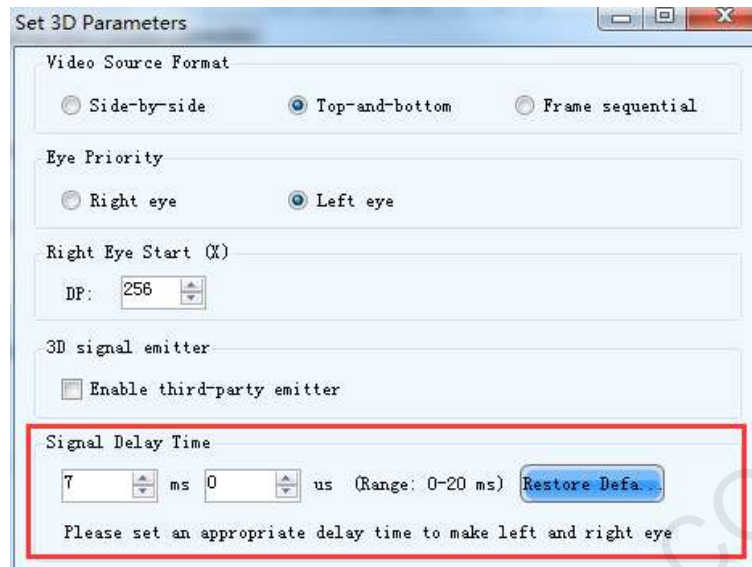 Set 3D Parameters
Video Source Format
Side-by-side Top-and-bottom Frame sequential
Eye Priority
Right eye Left eye
Right Eye Start (X)
DP: 256
3D signal emitter
Enable third-party emitter
Signal Delay Time
7 ms 0 us (Range: 0-20 ms) Restore Defa...
Please set an appropriate delay time to make left and right eye